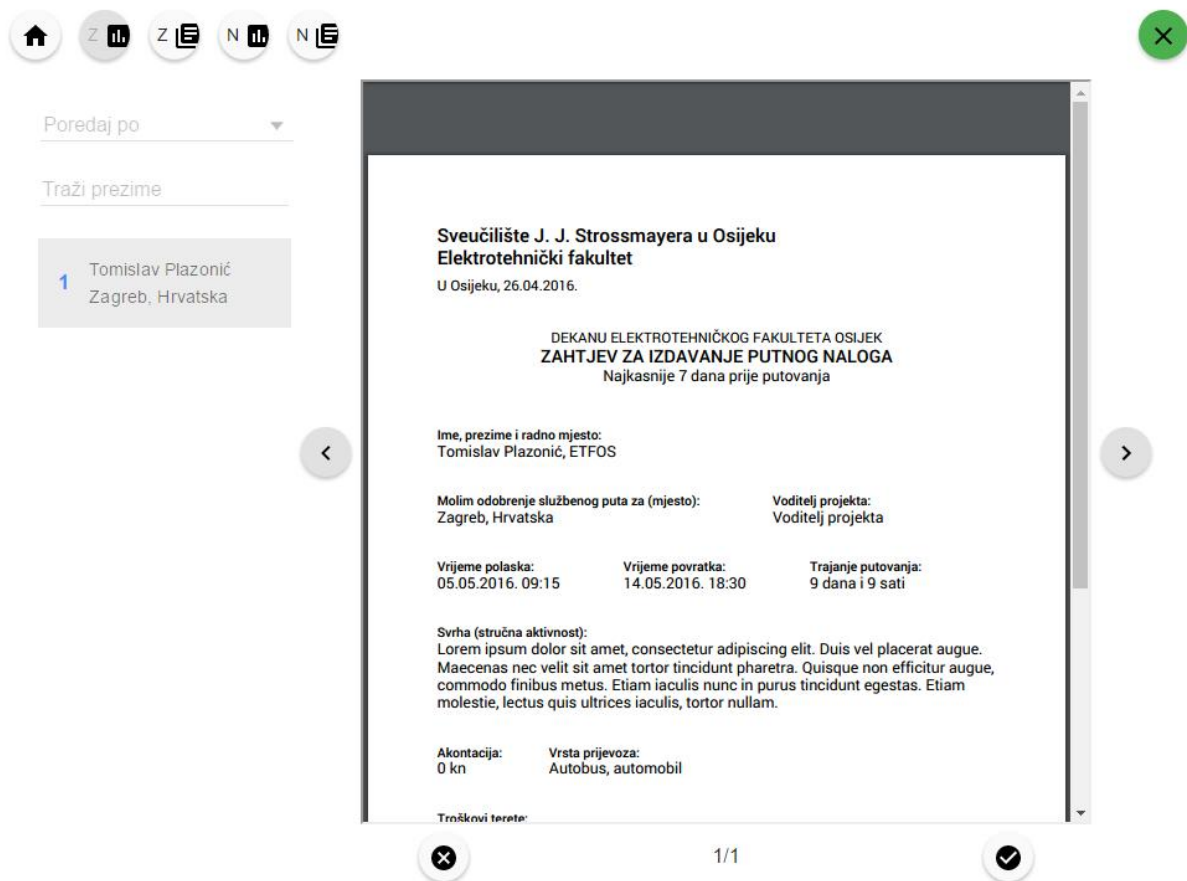 Z
Z
N
N
Poredaj po
Traži prezime
1
Tomislav Plazonić
Zagreb, Hrvatska
Sveučilište J. J. Strossmayera u Osijeku
Elektrotehnički fakultet
U Osijeku, 26.04.2016.
DEKANU ELEKTROTEHNIČKOG FAKULTETA OSIJEK
ZAHTJEV ZA IZDAVANJE PUTNOG NALOGA
Najkasnije 7 dana prije putovanja
Ime, prezime i radno mjesto:
Tomislav Plazonić, ETFOS
Molim odobrenje službenog puta za (mjesto): Voditelj projekta:
Zagreb, Hrvatska Voditelj projekta
Vrijeme polaska: Vrijeme povratka: Trajanje putovanja:
05.05.2016. 09:15 14.05.2016. 18:30 9 dana i 9 sati
Svrha (stručna aktivnost):
Lorem ipsum dolor sit amet, consectetur adipiscing elit. Duis vel placerat augue.
Maecenas nec velit sit amet tortor tincidunt pharetra. Quisque non efficitur augue,
commodo finibus metus. Etiam iaculis nunc in purus tincidunt egestas. Etiam
molestie, lectus quis ultrices iaculis, tortor nullam.
Akontacija: Vrsta prijevoza:
0 kn Autobus, automobil
Troškovi terete:
1/1